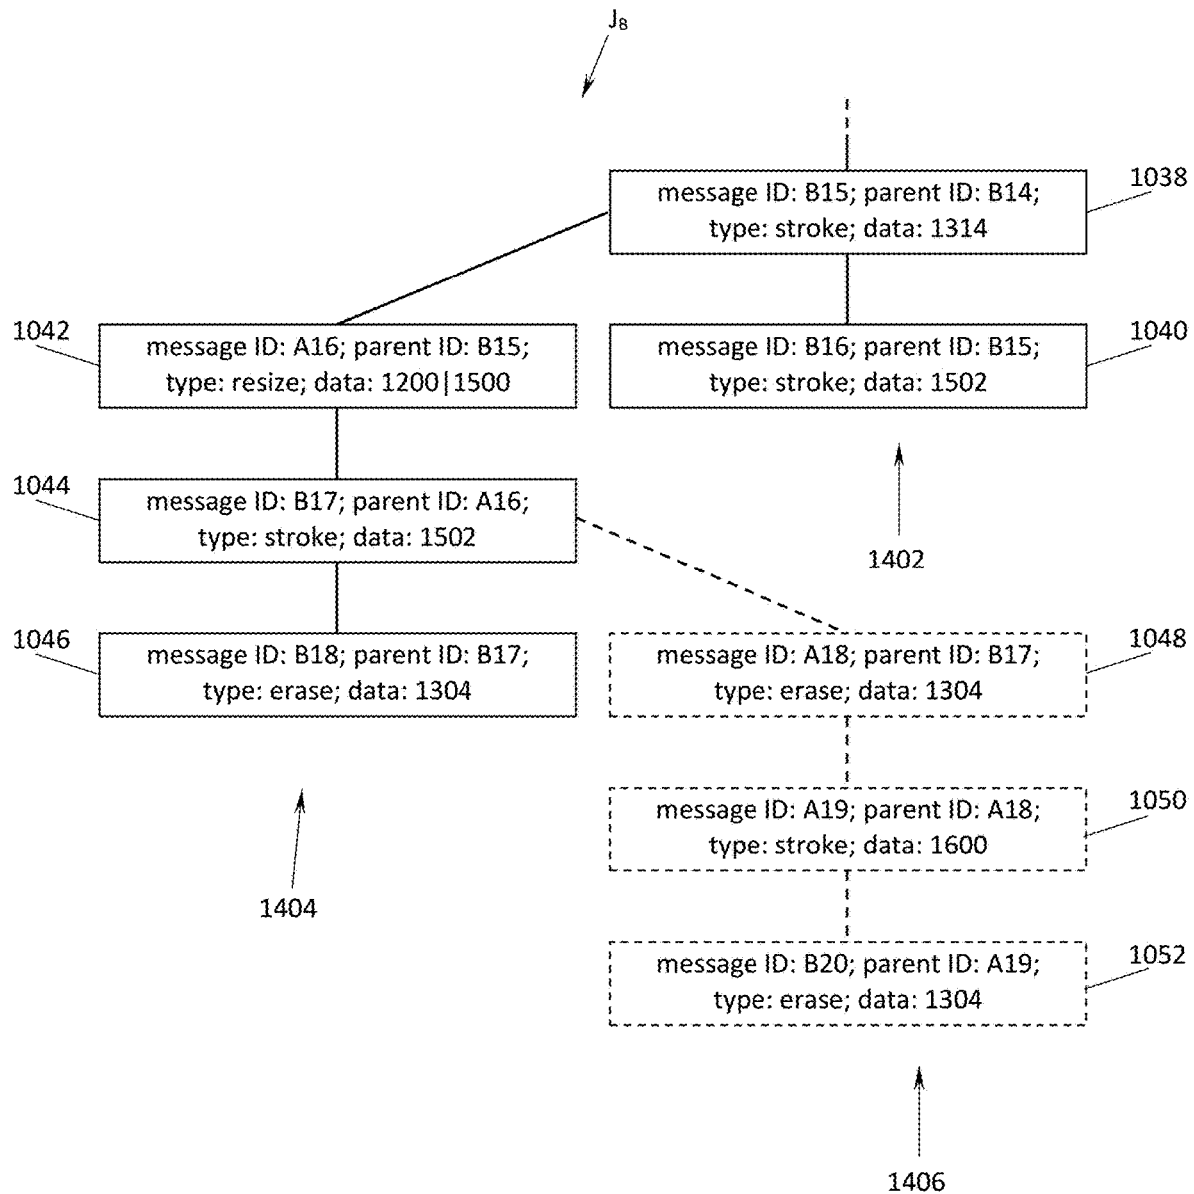 J8
1038
message ID: B15; parent ID: B14;
type: stroke; data: 1314
1042
message ID: A16; parent ID: B15;
type: resize; data: 1200|1500
1040
message ID: B16; parent ID: B15;
type: stroke; data: 1502
1044
message ID: B17; parent ID: A16;
type: stroke; data: 1502
1402
1046
message ID: B18; parent ID: B17;
type: erase; data: 1304
1048
message ID: A18; parent ID: B17;
type: erase; data: 1304
1050
message ID: A19; parent ID: A18;
type: stroke; data: 1600
1404
1052
message ID: B20; parent ID: A19;
type: erase; data: 1304
1406